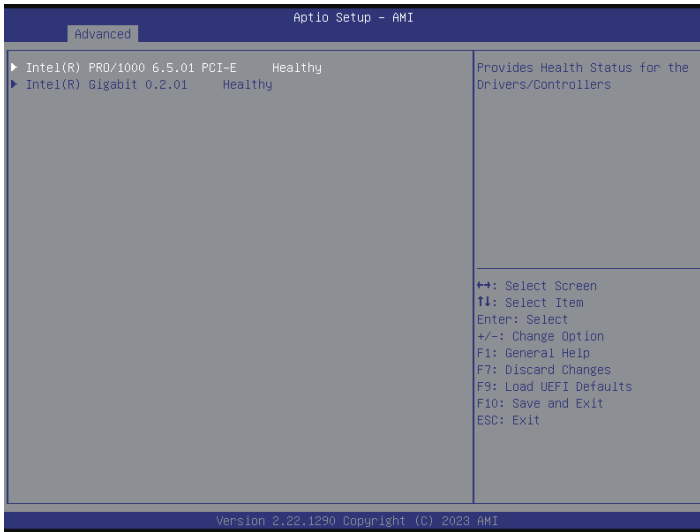 Aptio Setup – AMI
Advanced
Intel(R) PRO/1000 6.5.01 PCI-E Healthy
Intel(R) Gigabit 0.2.01 Healthy
Provides Health Status for the
Drivers/Controllers
↔: Select Screen
↑↓: Select Item
Enter: Select
+/-: Change Option
F1: General Help
F7: Discard Changes
F9: Load UEFI Defaults
F10: Save and Exit
ESC: Exit
Version 2.22.1290 Copyright (C) 2023 AMI